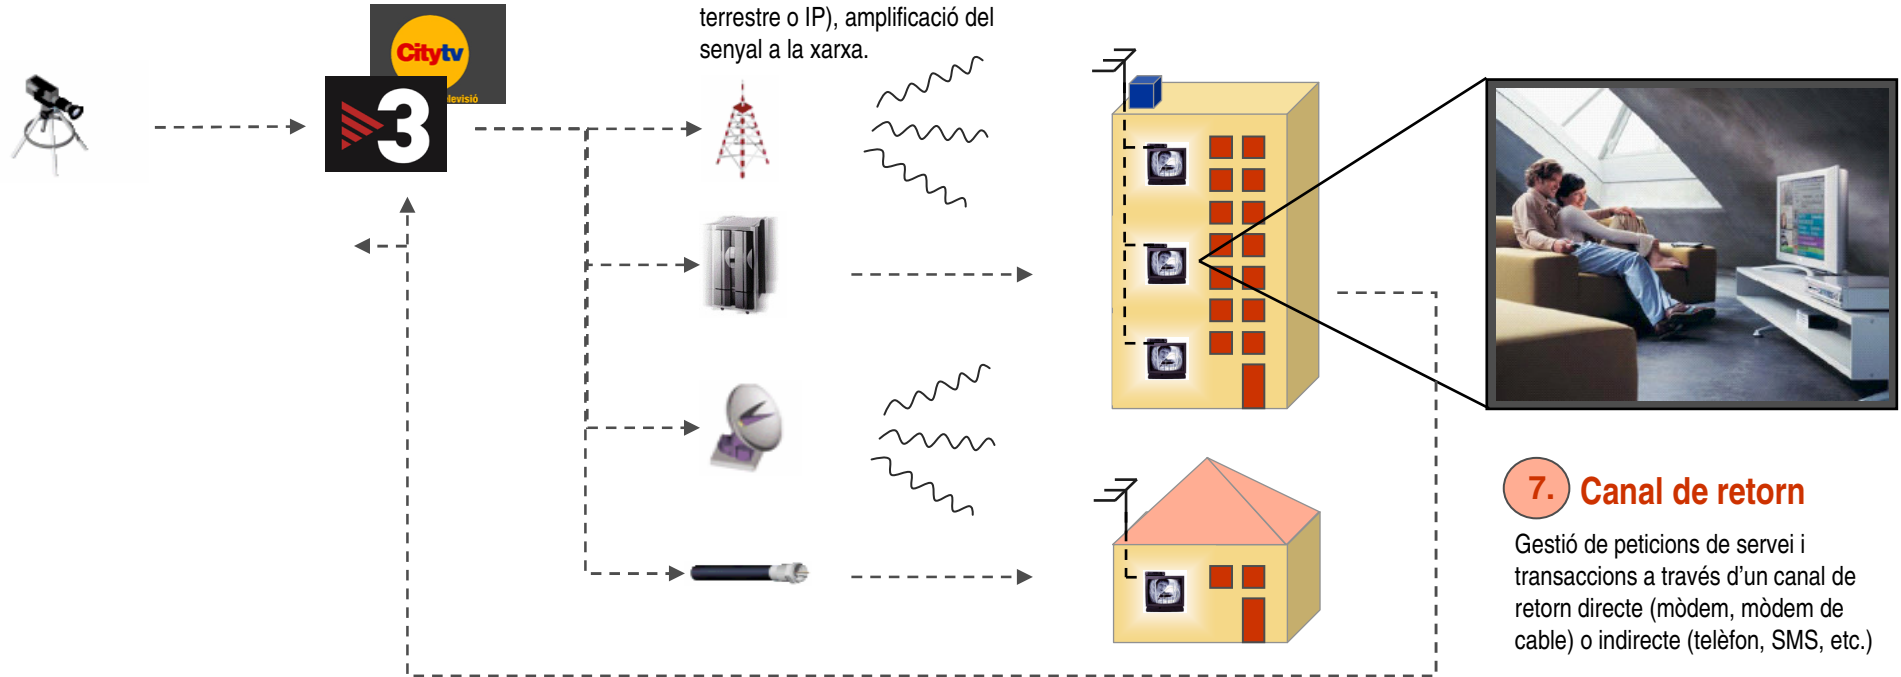 terrestre o IP), amplificació del
senyal a la xarxa.
Citytv
levisió
3
7. Canal de retorn
Gestió de peticions de servei i
transaccions a través d’un canal de
retorn directe (mòdem, mòdem de
cable) o indirecte (telèfon, SMS, etc.)